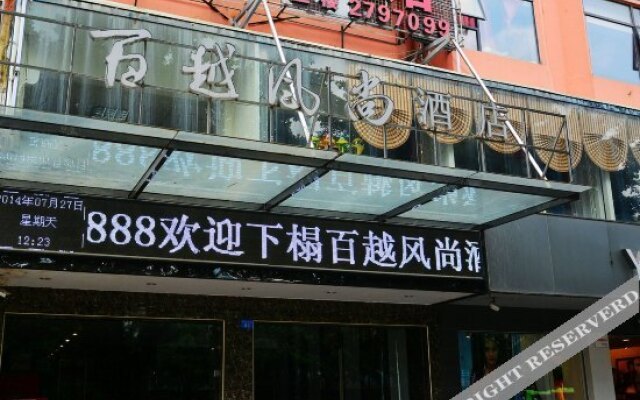 2797099
百越风尚酒店
2014年07月27日
星期天
12:23
888欢迎下榻百越风尚酒
RIGHT RESERVERD